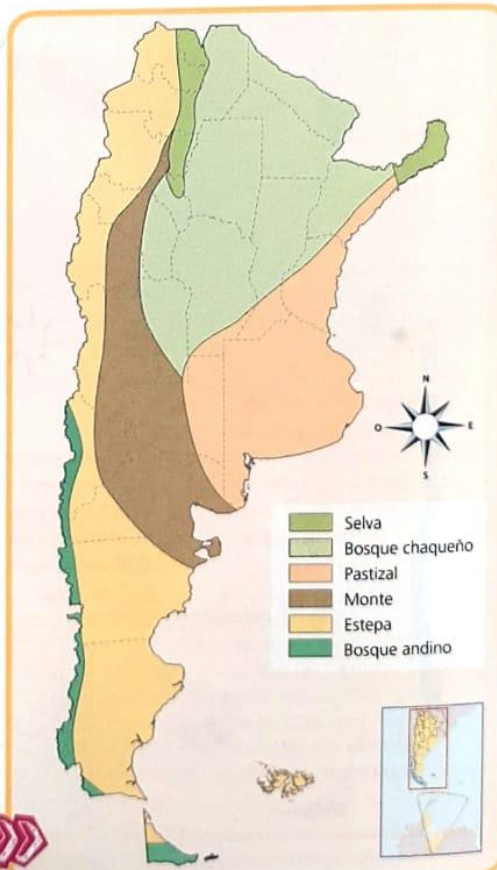 N
O
E
S
Selva
Bosque chaqueño
Pastizal
Monte
Estepa
Bosque andino